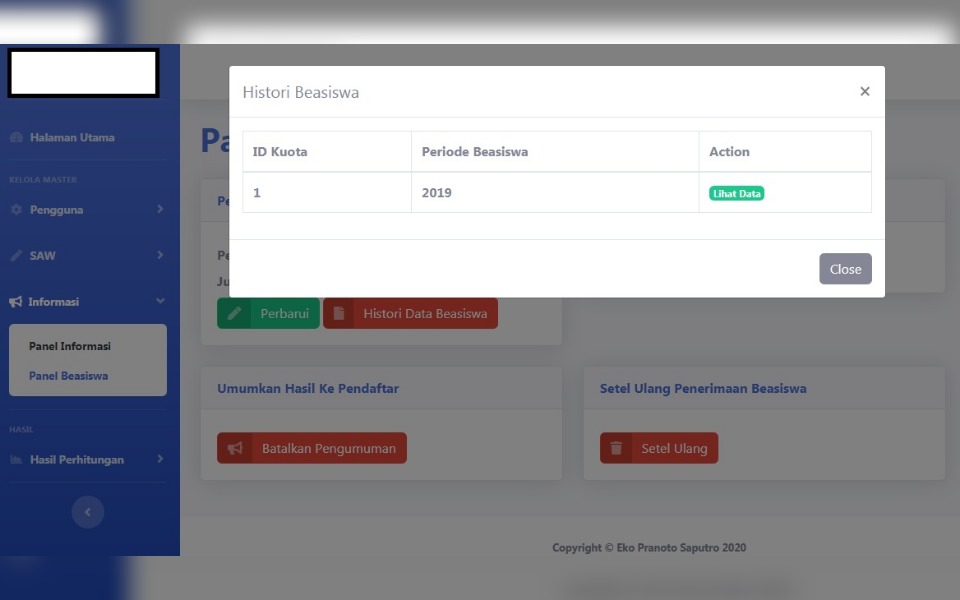 Histori Beasiswa
×
ID Kuota Periode Beasiswa Action
1 2019 Lihat Data
Close
Halaman Utama
KELOLA MASTER
Pengguna
SAW
Informasi
Panel Informasi
Panel Beasiswa
HASIL
Hasil Perhitungan
Pa
Pe
Pe
Ju
Perbarui Histori Data Beasiswa
Umumkan Hasil Ke Pendaftar
Batalkan Pengumuman
Setel Ulang Penerimaan Beasiswa
Setel Ulang
Copyright © Eko Pranoto Saputro 2020